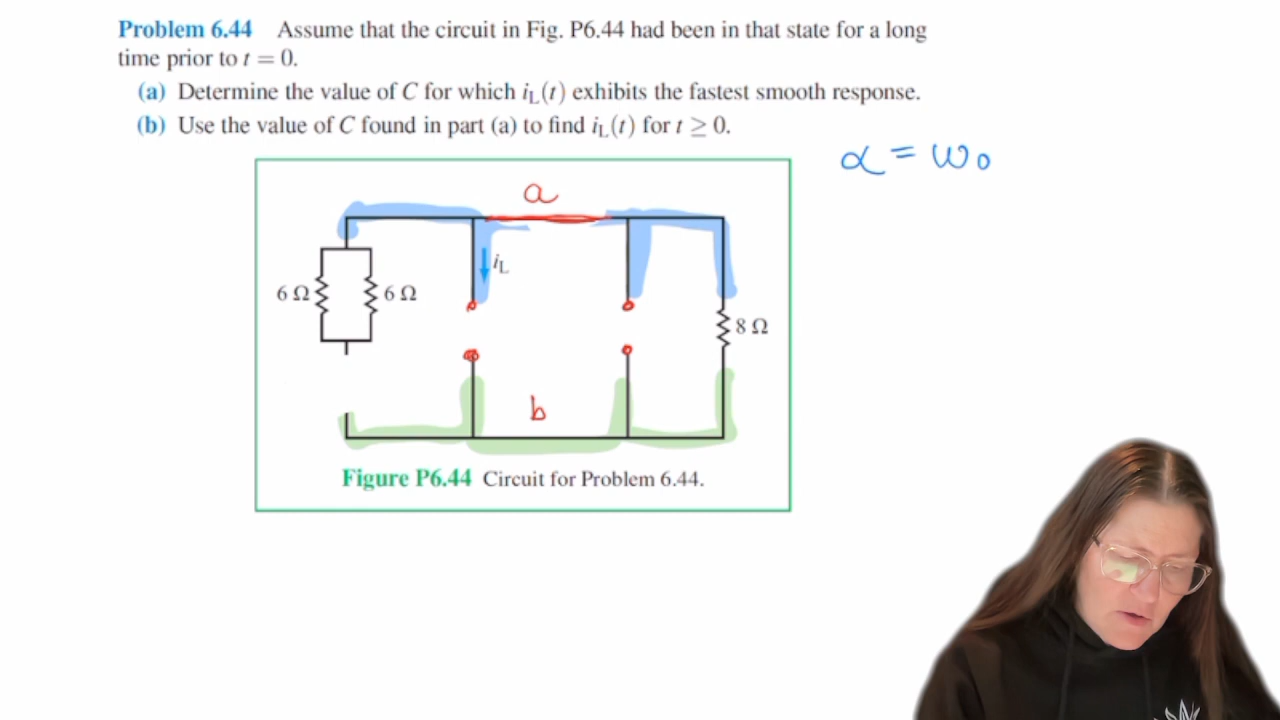 Problem 6.44 Assume that the circuit in Fig. P6.44 had been in that state for a long
time prior to t = 0.
(a) Determine the value of C for which iL(t) exhibits the fastest smooth response.
(b) Use the value of C found in part (a) to find iL(t) for t ≥ 0.
α = ω₀
a
iL
6 Ω
6 Ω
8 Ω
b
Figure P6.44 Circuit for Problem 6.44.